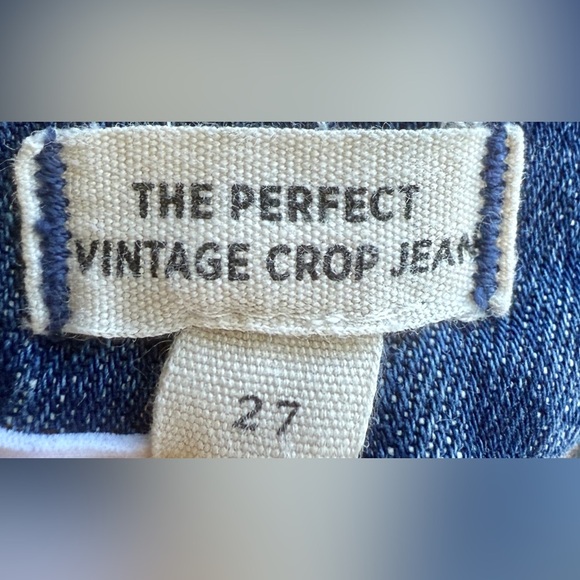 THE PERFECT
VINTAGE CROP JEAN
27